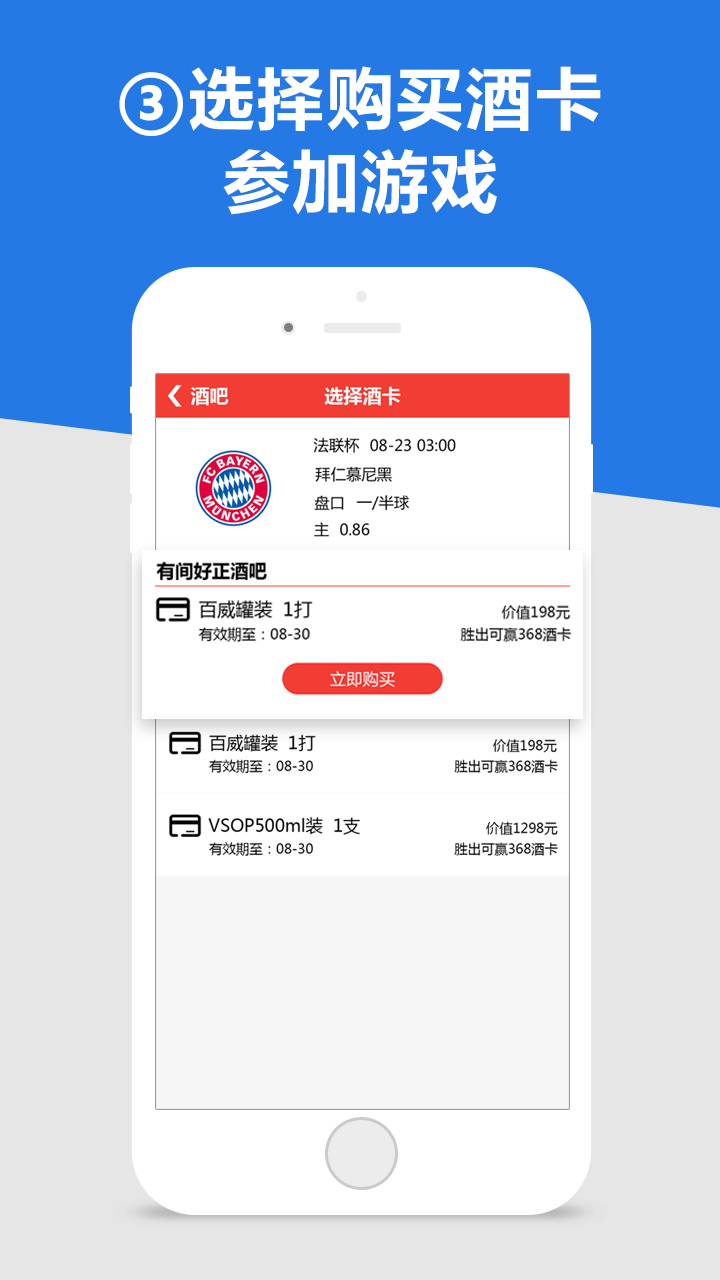 ③选择购买酒卡
参加游戏
酒吧
选择酒卡
法联杯 08-23 03:00
FC BAYERN
MÜNCHEN
拜仁慕尼黑
盘口 一/半球
主 0.86
有间好正酒吧
百威罐装 1打
价值198元
有效期至：08-30
胜出可赢368酒卡
立即购买
百威罐装 1打
价值198元
有效期至：08-30
胜出可赢368酒卡
VSOP500ml装 1支
价值1298元
有效期至：08-30
胜出可赢368酒卡